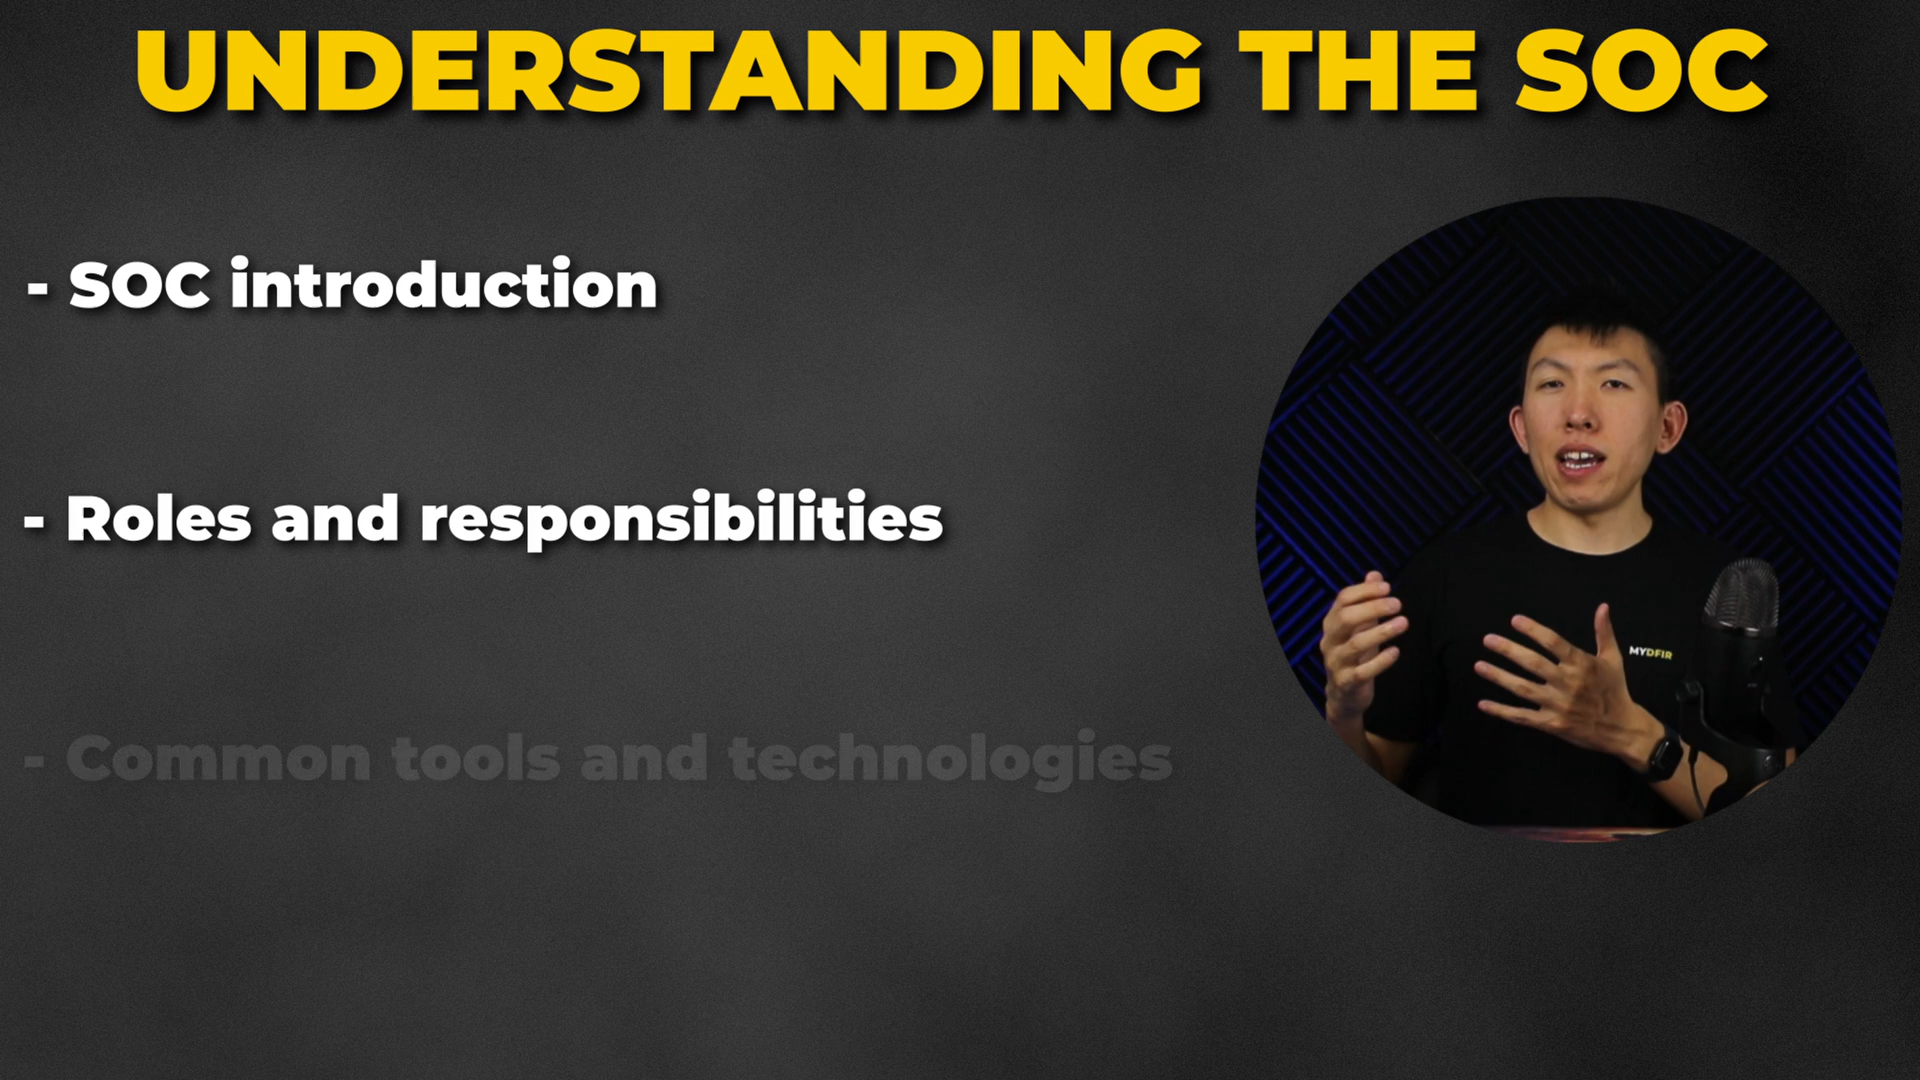 UNDERSTANDING THE SOC
- SOC introduction
- Roles and responsibilities
- Common tools and technologies
MYDFIR